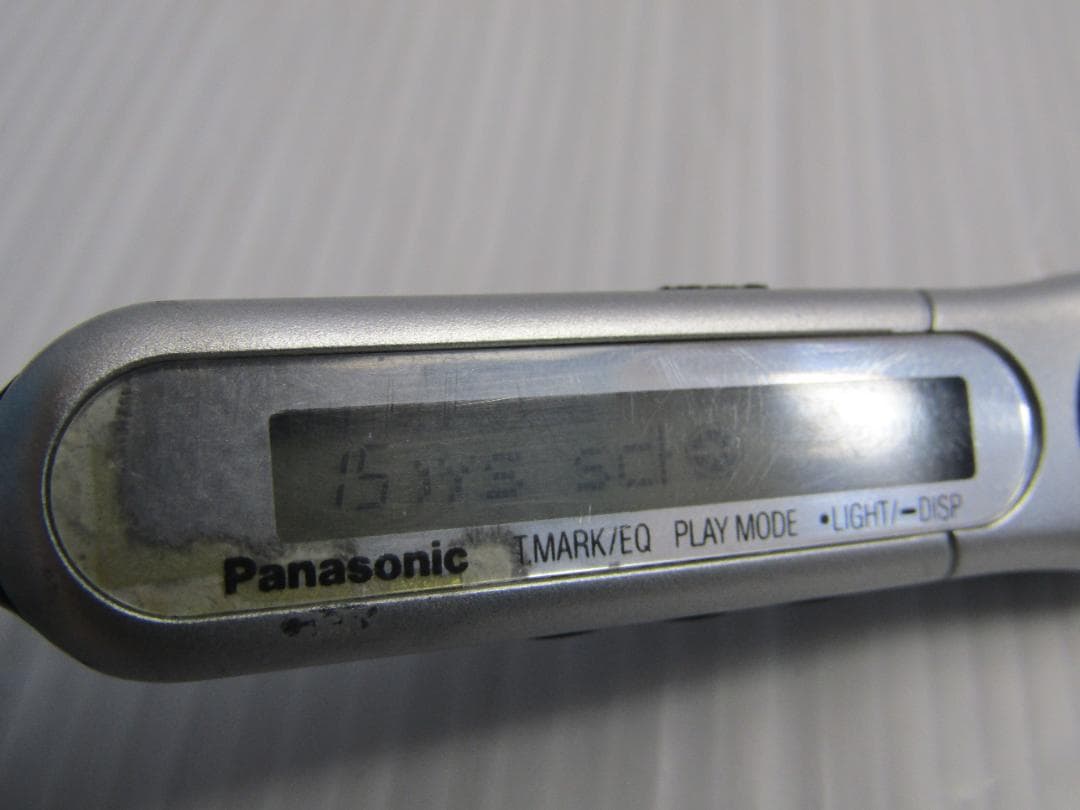 Panasonic T.MARK/EQ PLAY MODE •LIGHT/—DISP